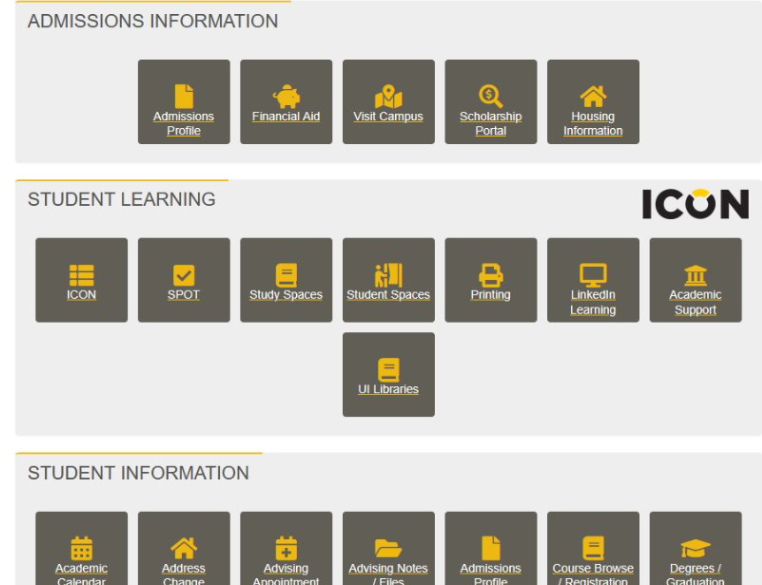 ADMISSIONS INFORMATION
Admissions
Profile
Financial Aid
Visit Campus
Scholarship
Portal
Housing
Information
STUDENT LEARNING
ICON
ICON
SPOT
Study Spaces
Student Spaces
Printing
LinkedIn
Learning
Academic
Support
UI Libraries
STUDENT INFORMATION
Academic
Calendar
Address
Change
Advising
Appointment
Advising Notes
/ Files
Admissions
Profile
Course Browse
/ Registration
Degrees /
Graduation